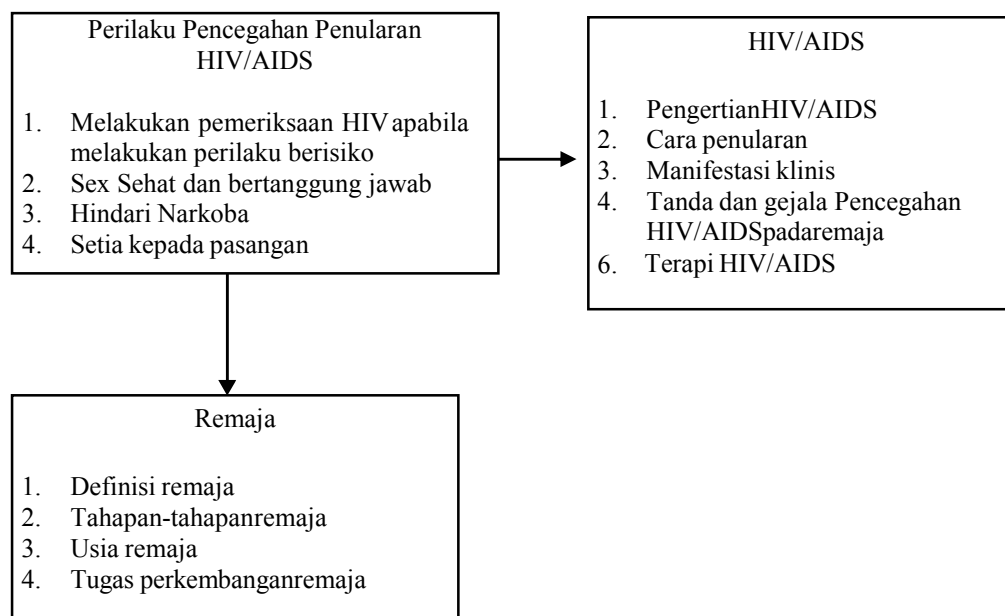 Perilaku Pencegahan Penularan
HIV/AIDS
1. Melakukan pemeriksaan HIV apabila
melakukan perilaku berisiko
2. Sex Sehat dan bertanggung jawab
3. Hindari Narkoba
4. Setia kepada pasangan
HIV/AIDS
1. PengertianHIV/AIDS
2. Cara penularan
3. Manifestasi klinis
4. Tanda dan gejala Pencegahan
HIV/AIDSpadaremaja
6. Terapi HIV/AIDS
Remaja
1. Definisi remaja
2. Tahapan-tahapanremaja
3. Usia remaja
4. Tugas perkembanganremaja